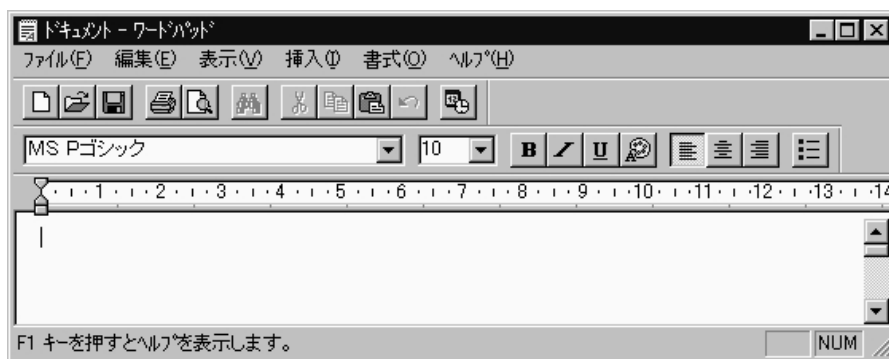 ﾄﾞｷｭﾒﾝﾄ - ﾜｰﾄﾞﾊﾟｯﾄﾞ
ﾌｧｲﾙ(F) 編集(E) 表示(V) 挿入(I) 書式(O) ﾍﾙﾌﾟ(H)
MS Pゴシック 10 B I U
1 2 3 4 5 6 7 8 9 10 11 12 13 14
F1 キーを押すとﾍﾙﾌﾟを表示します。 NUM